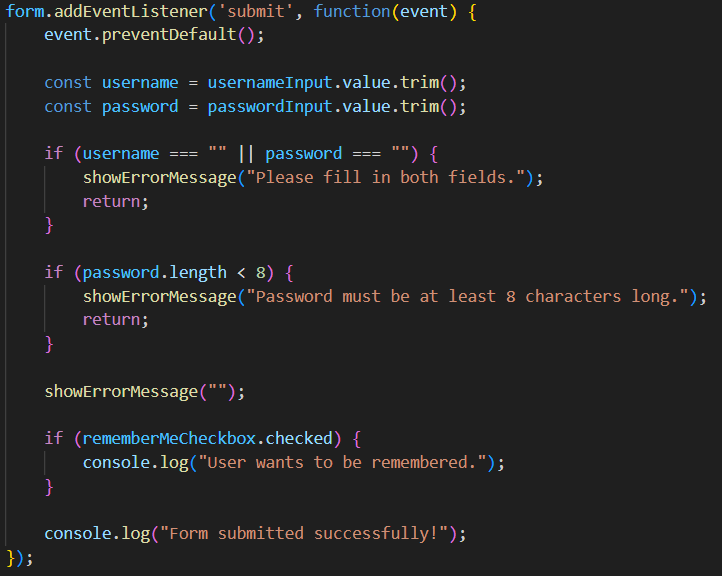 form.addEventListener('submit', function(event) {
    event.preventDefault();

    const username = usernameInput.value.trim();
    const password = passwordInput.value.trim();

    if (username === "" || password === "") {
        showErrorMessage("Please fill in both fields.");
        return;
    }

    if (password.length < 8) {
        showErrorMessage("Password must be at least 8 characters long.");
        return;
    }

    showErrorMessage("");

    if (rememberMeCheckbox.checked) {
        console.log("User wants to be remembered.");
    }

    console.log("Form submitted successfully!");
});